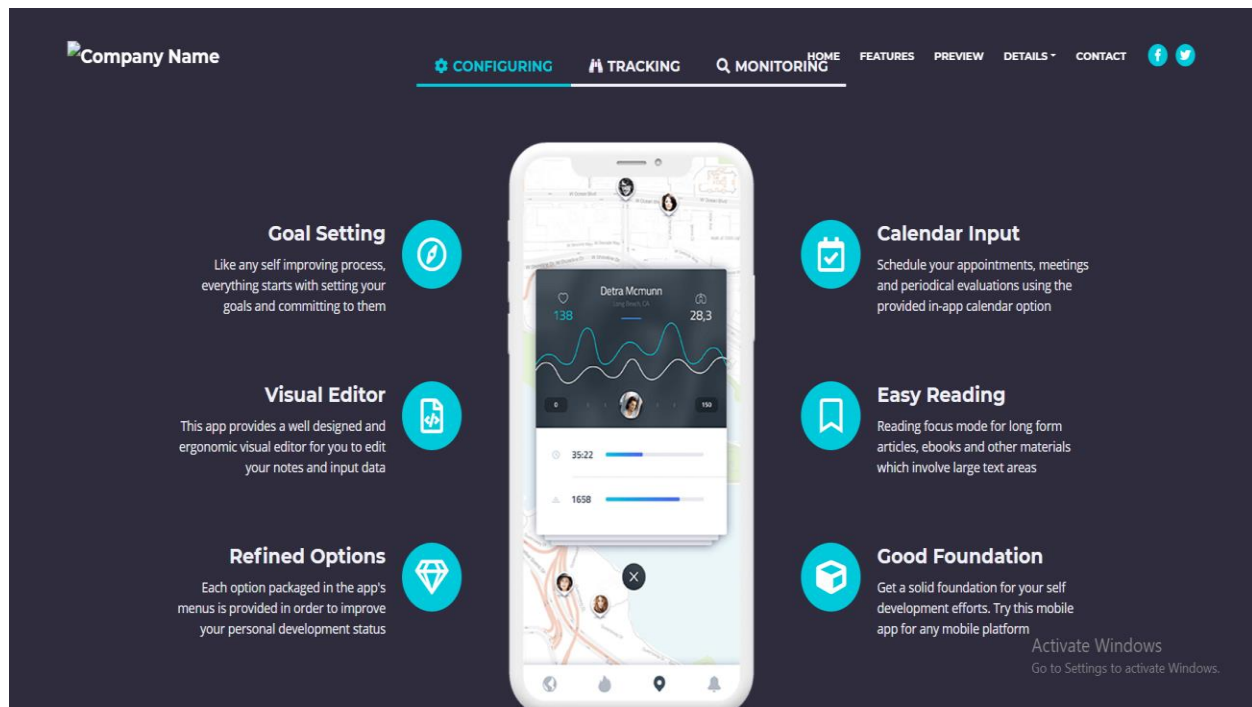 Company Name
CONFIGURING
TRACKING
MONITORING
HOME
FEATURES
PREVIEW
DETAILS
CONTACT
Goal Setting
Like any self improving process,
everything starts with setting your
goals and committing to them
Visual Editor
This app provides a well designed and
ergonomic visual editor for you to edit
your notes and input data
Refined Options
Each option packaged in the app's
menus is provided in order to improve
your personal development status
Detra Mcmunn
Long Beach, CA
138
28,3
0
150
35:22
1658
Calendar Input
Schedule your appointments, meetings
and periodical evaluations using the
provided in-app calendar option
Easy Reading
Reading focus mode for long form
articles, ebooks and other materials
which involve large text areas
Good Foundation
Get a solid foundation for your self
development efforts. Try this mobile
app for any mobile platform
Activate Windows
Go to Settings to activate Windows.